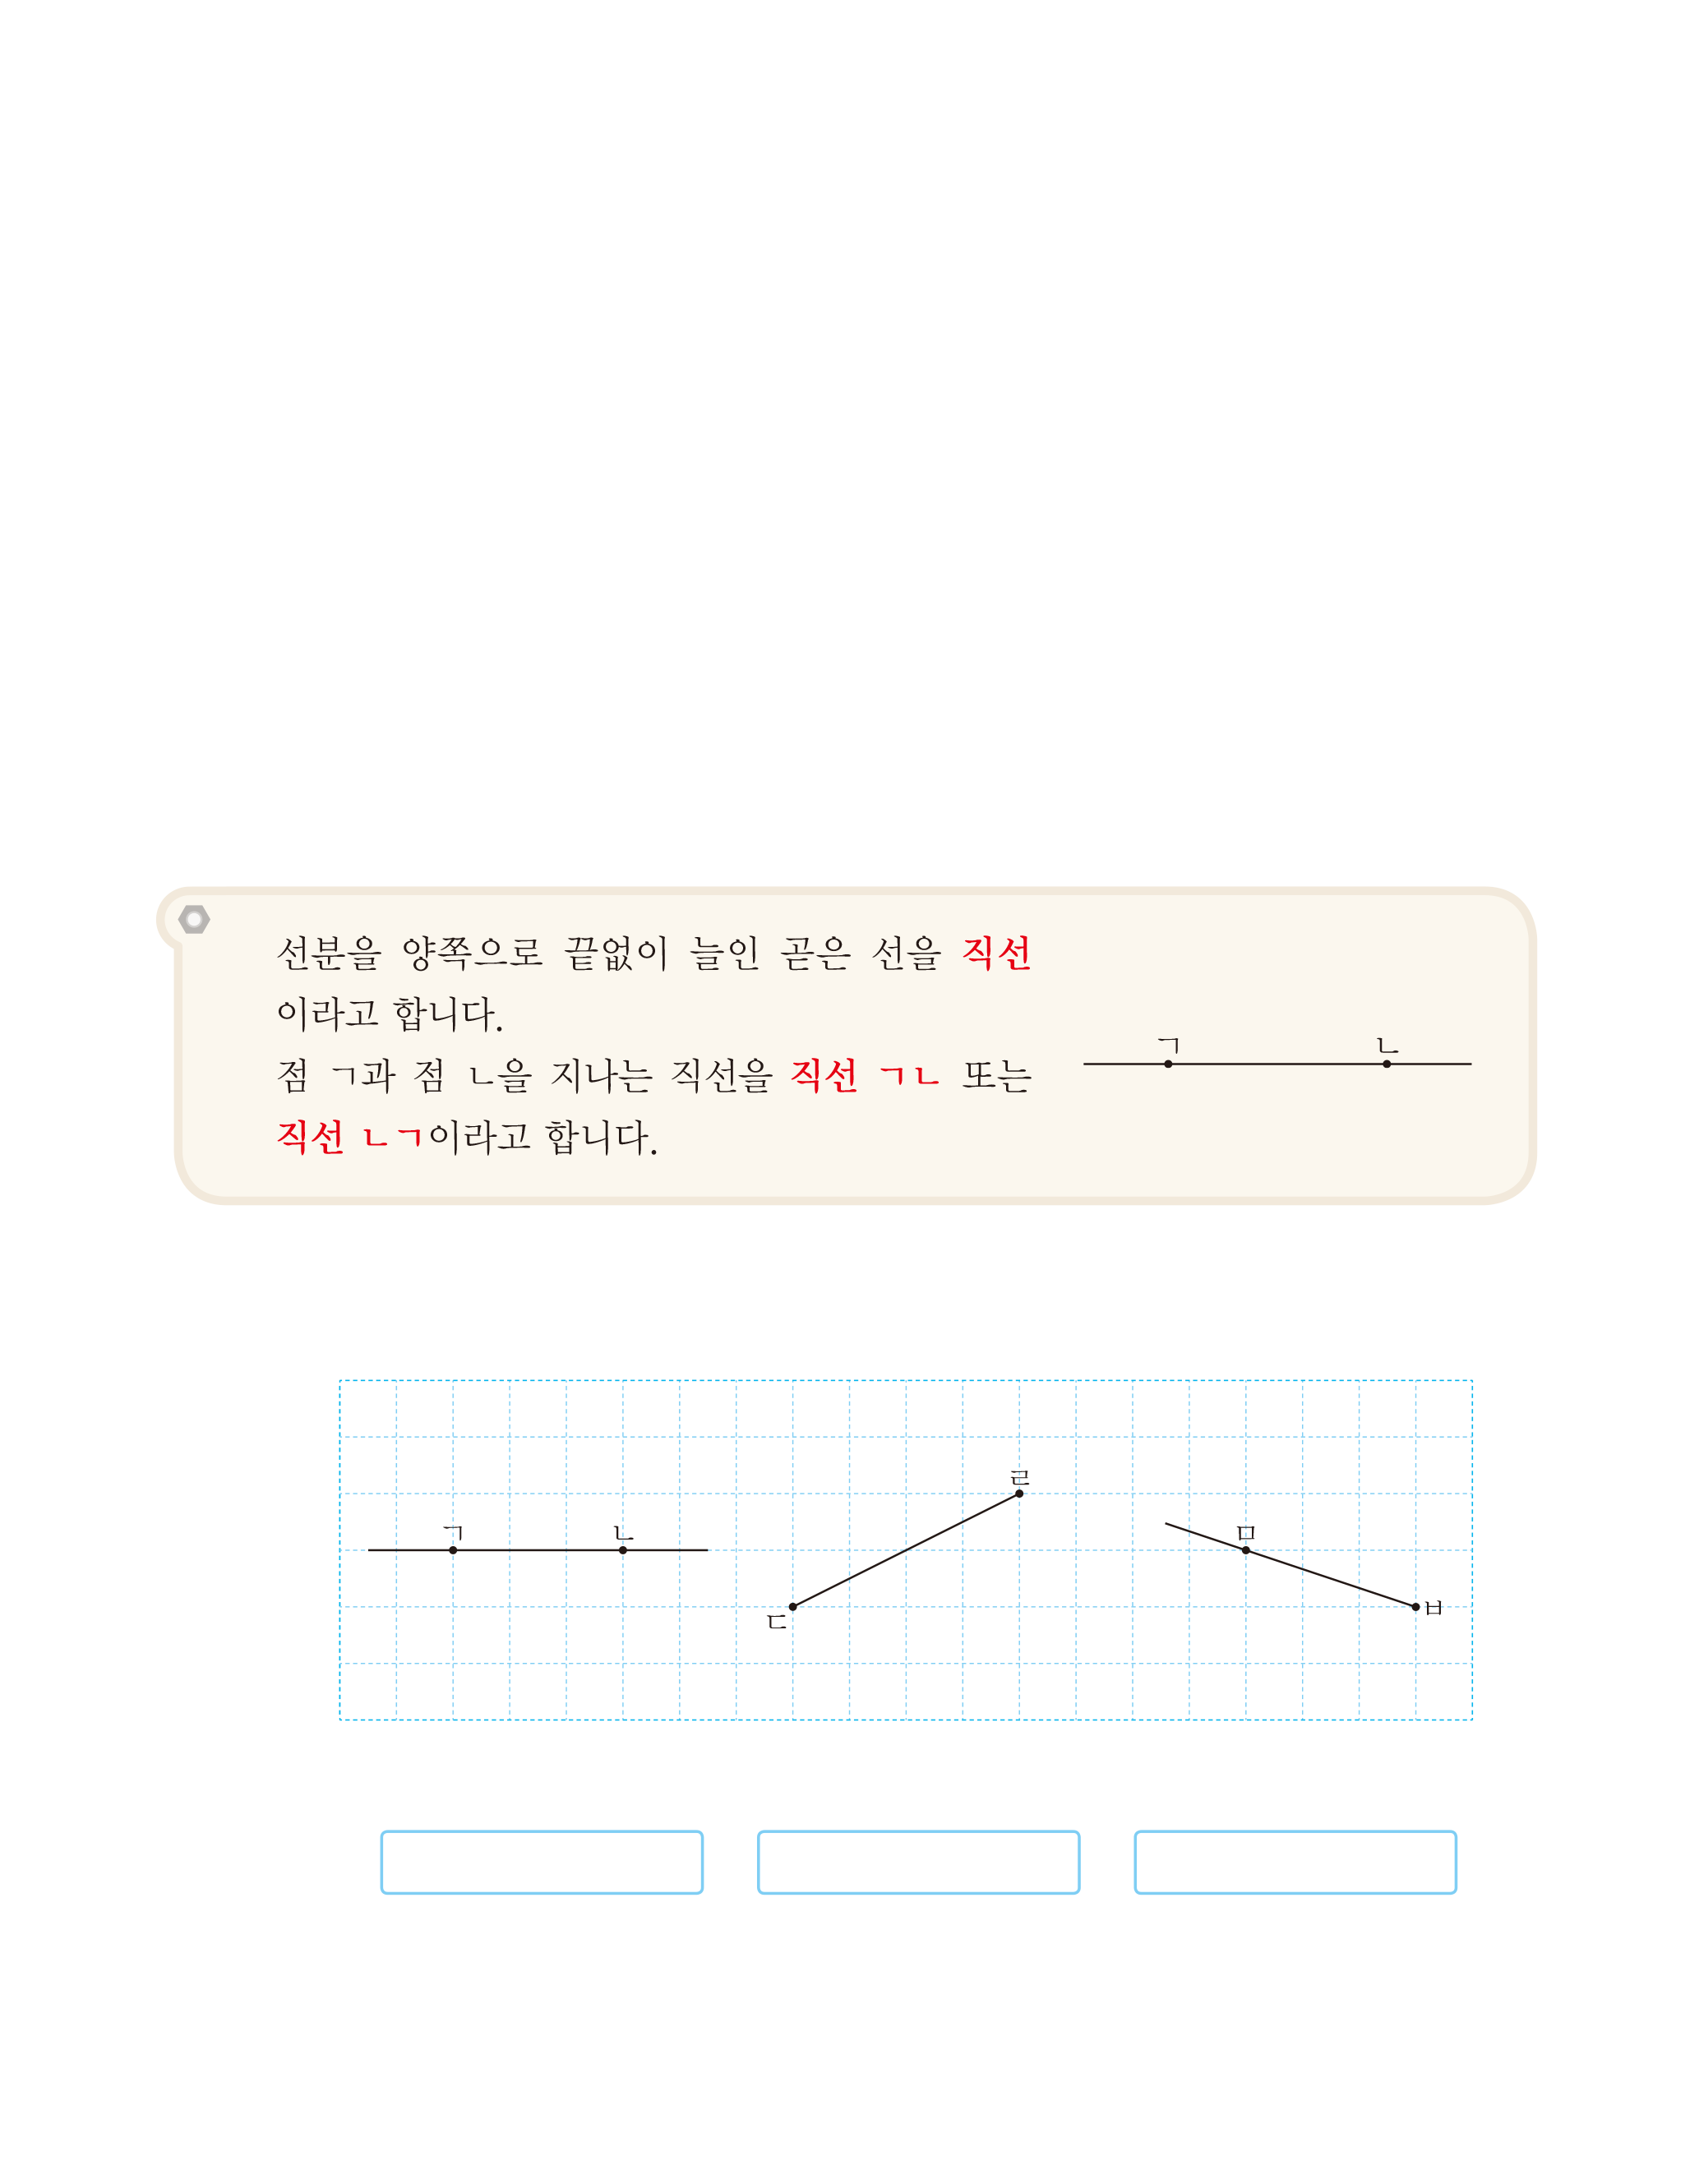 선분을 양쪽으로 끝없이 늘인 곧은 선을 직선
이라고 합니다.
점 ㄱ과 점 ㄴ을 지나는 직선을 직선 ㄱㄴ 또는
직선 ㄴㄱ이라고 합니다.
ㄱ ㄴ
ㄹ
ㄱ ㄴ ㅁ
ㄷ ㅂ